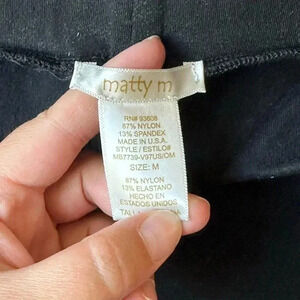 matty m
RN# 93608
87% NYLON
13% SPANDEX
MADE IN U.S.A.
STYLE / ESTILO#
MB7739-V97US/OM
SIZE: M
87% NYLON
13% ELASTANO
HECHO EN
ESTADOS UNIDOS